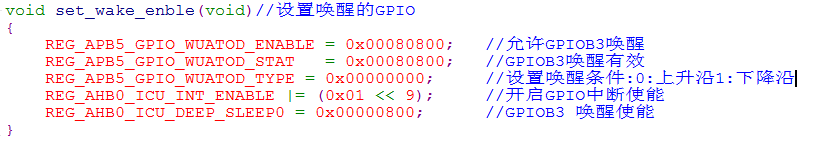 void set_wake_enble(void)//设置唤醒的GPIO
{
REG_APB5_GPIO_WUATOD_ENABLE = 0x00080800; //允许GPIOB3唤醒
REG_APB5_GPIO_WUATOD_STAT = 0x00080800; //GPIOB3唤醒有效
REG_APB5_GPIO_WUATOD_TYPE = 0x00000000; //设置唤醒条件:0:上升沿1:下降沿
REG_AHB0_ICU_INT_ENABLE |= (0x01 << 9); //开启GPIO中断使能
REG_AHB0_ICU_DEEP_SLEEP0 = 0x00000800; //GPIOB3 唤醒使能
}